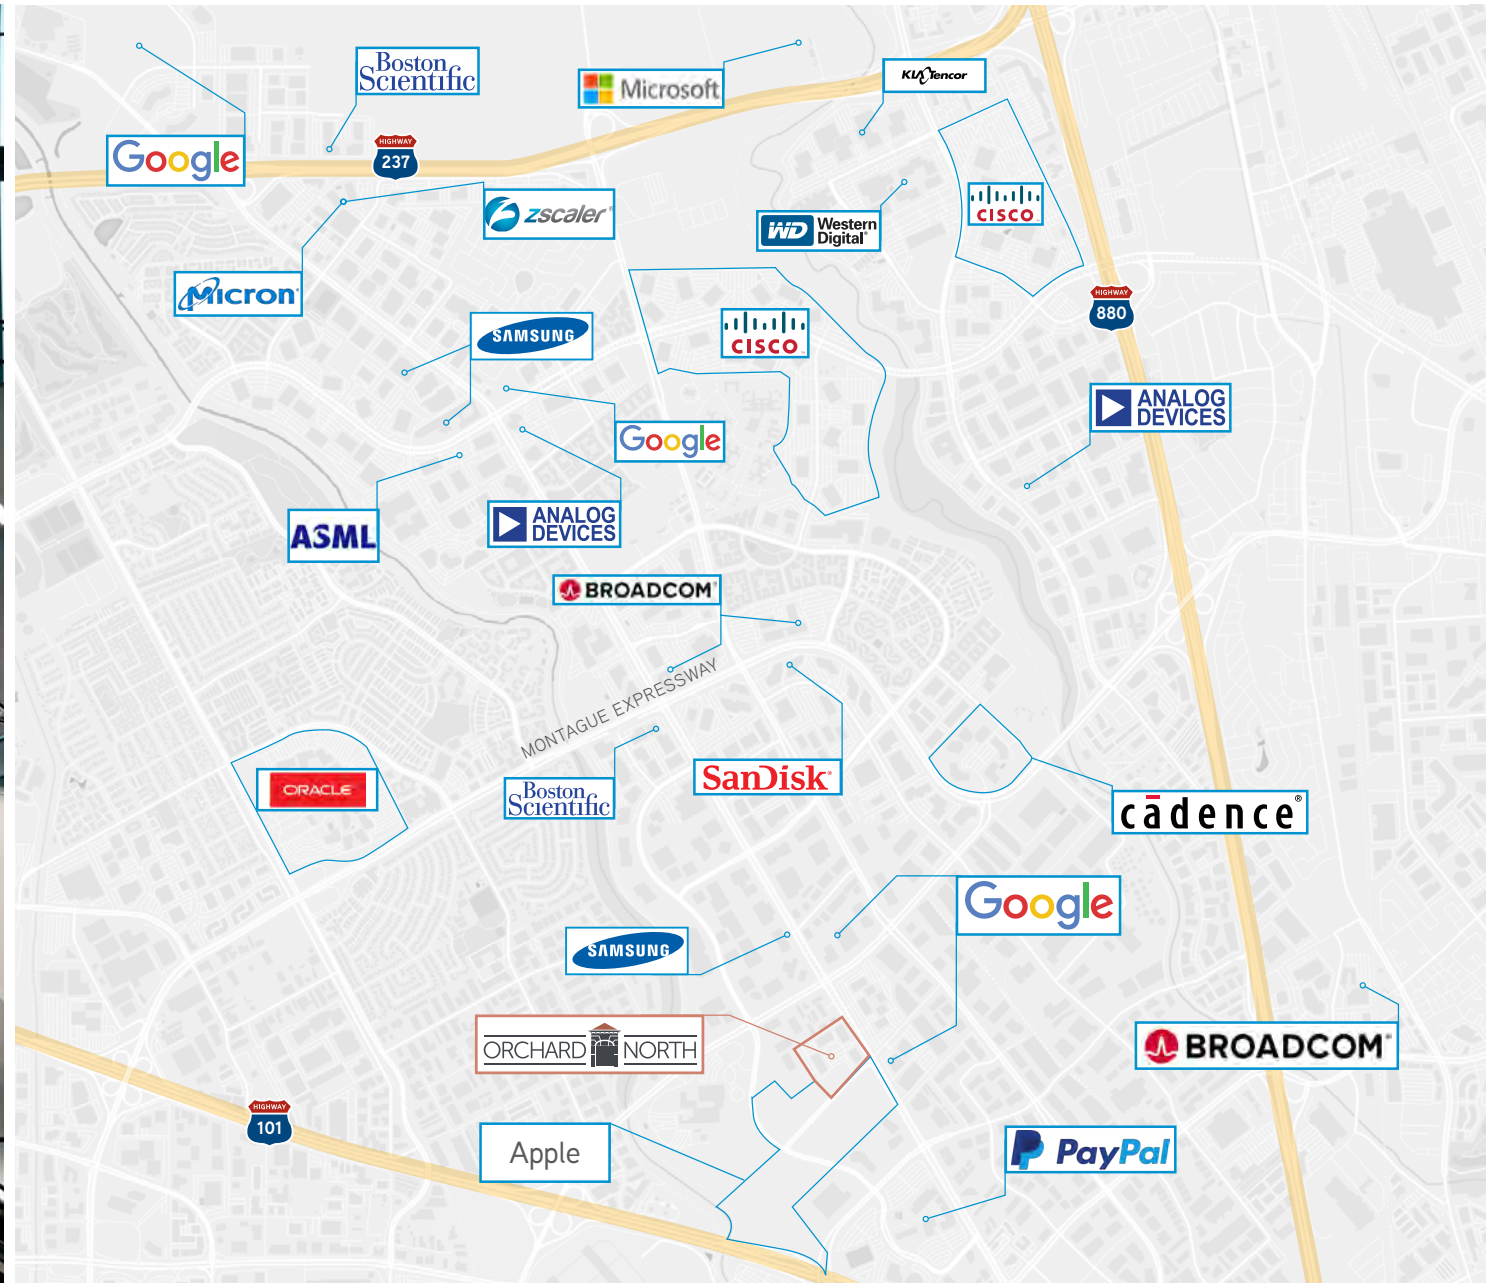 Boston
Scientific
Microsoft
KLA Tencor
Google
HIGHWAY
237
zscaler
Western
Digital
WD
CISCO
Micron
HIGHWAY
880
SAMSUNG
CISCO
ANALOG
DEVICES
Google
ASML
ANALOG
DEVICES
BROADCOM
MONTAGUE EXPRESSWAY
ORACLE
Boston
Scientific
SanDisk
cādence®
Google
SAMSUNG
ORCHARD NORTH
BROADCOM
HIGHWAY
101
Apple
PayPal